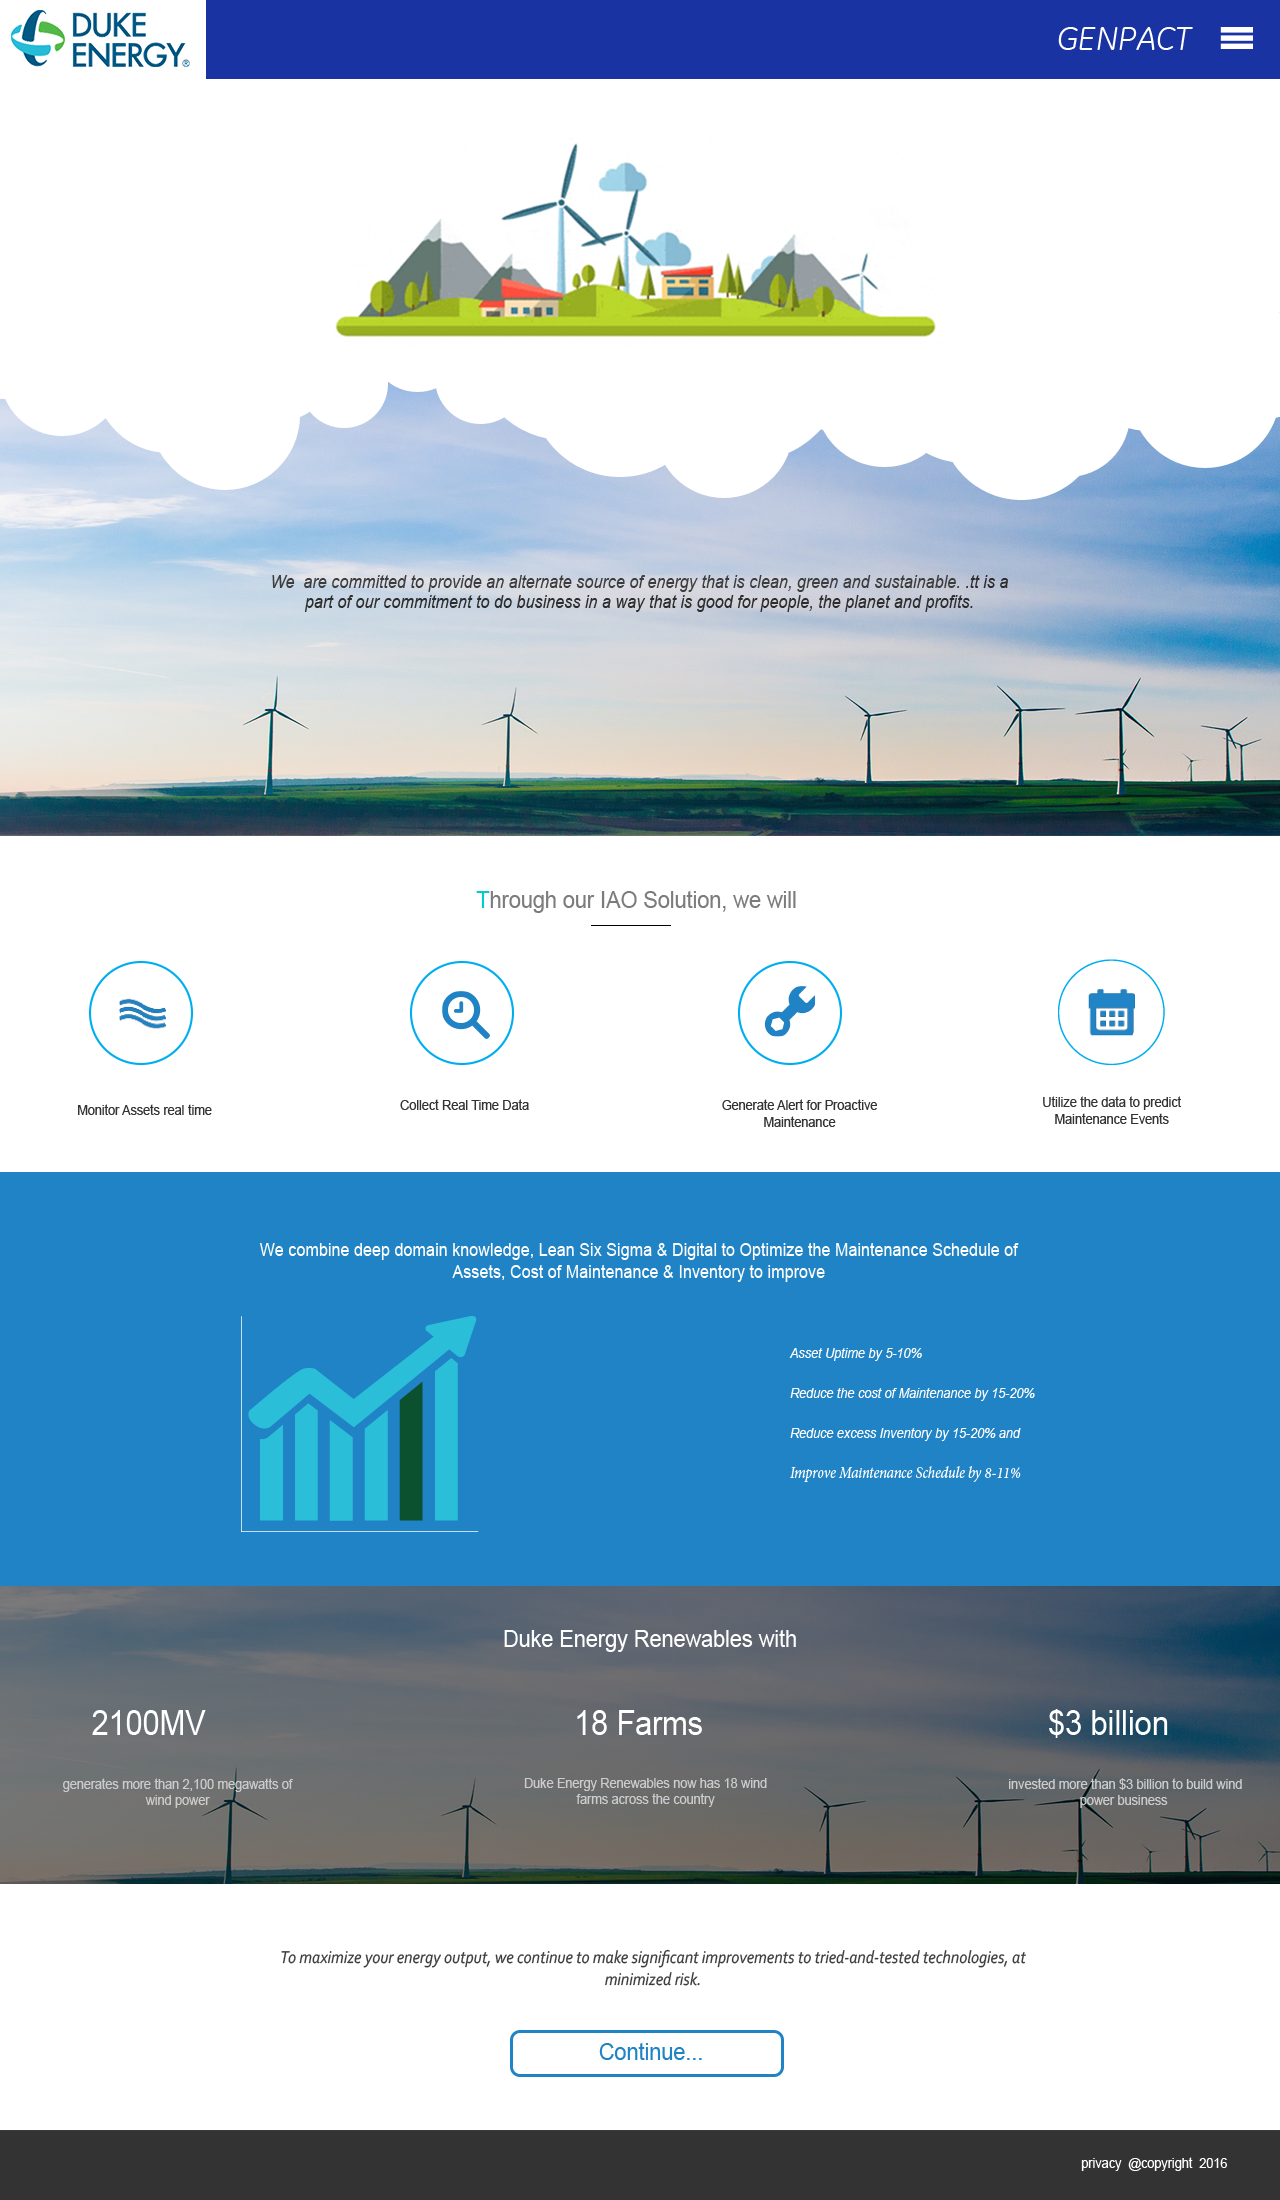 DUKE
ENERGY®
GENPACT
We  are committed to provide an alternate source of energy that is clean, green and sustainable. .tt is a
part of our commitment to do business in a way that is good for people, the planet and profits.
Through our IAO Solution, we will
Monitor Assets real time
Collect Real Time Data
Generate Alert for Proactive
Maintenance
Utilize the data to predict
Maintenance Events
We combine deep domain knowledge, Lean Six Sigma & Digital to Optimize the Maintenance Schedule of
Assets, Cost of Maintenance & Inventory to improve
Asset Uptime by 5-10%
Reduce the cost of Maintenance by 15-20%
Reduce excess Inventory by 15-20% and
Improve Maintenance Schedule by 8-11%
Duke Energy Renewables with
2100MV
generates more than 2,100 megawatts of
wind power
18 Farms
Duke Energy Renewables now has 18 wind
farms across the country
$3 billion
invested more than $3 billion to build wind
power business
To maximize your energy output, we continue to make significant improvements to tried-and-tested technologies, at
minimized risk.
Continue...
privacy  @copyright  2016